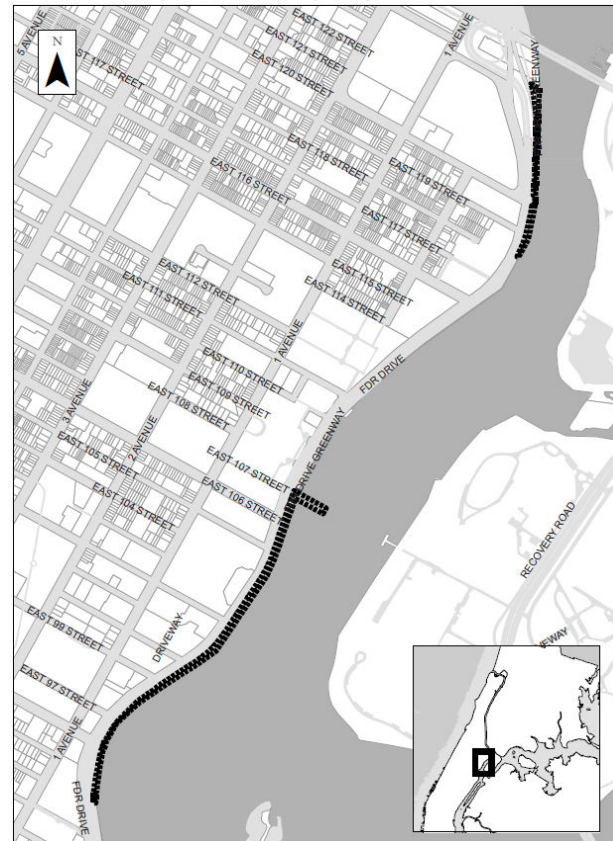 N
5 AVENUE
EAST 117 STREET
EAST 122 STREET
EAST 121 STREET
EAST 120 STREET
1 AVENUE
EENWAY
EAST 119 STREET
EAST 118 STREET
EAST 116 STREET
EAST 117 STREET
EAST 115 STREET
EAST 114 STREET
EAST 112 STREET
EAST 111 STREET
1 AVENUE
EAST 110 STREET
EAST 109 STREET
EAST 108 STREET
FDR DRIVE
3 AVENUE
2 AVENUE
DRIVE GREENWAY
EAST 107 STREET
EAST 106 STREET
EAST 105 STREET
EAST 104 STREET
RECOVERY ROAD
EAST 99 STREET
DRIVEWAY
EWAY
EAST 97 STREET
1 AVENUE
FDR DRIVE